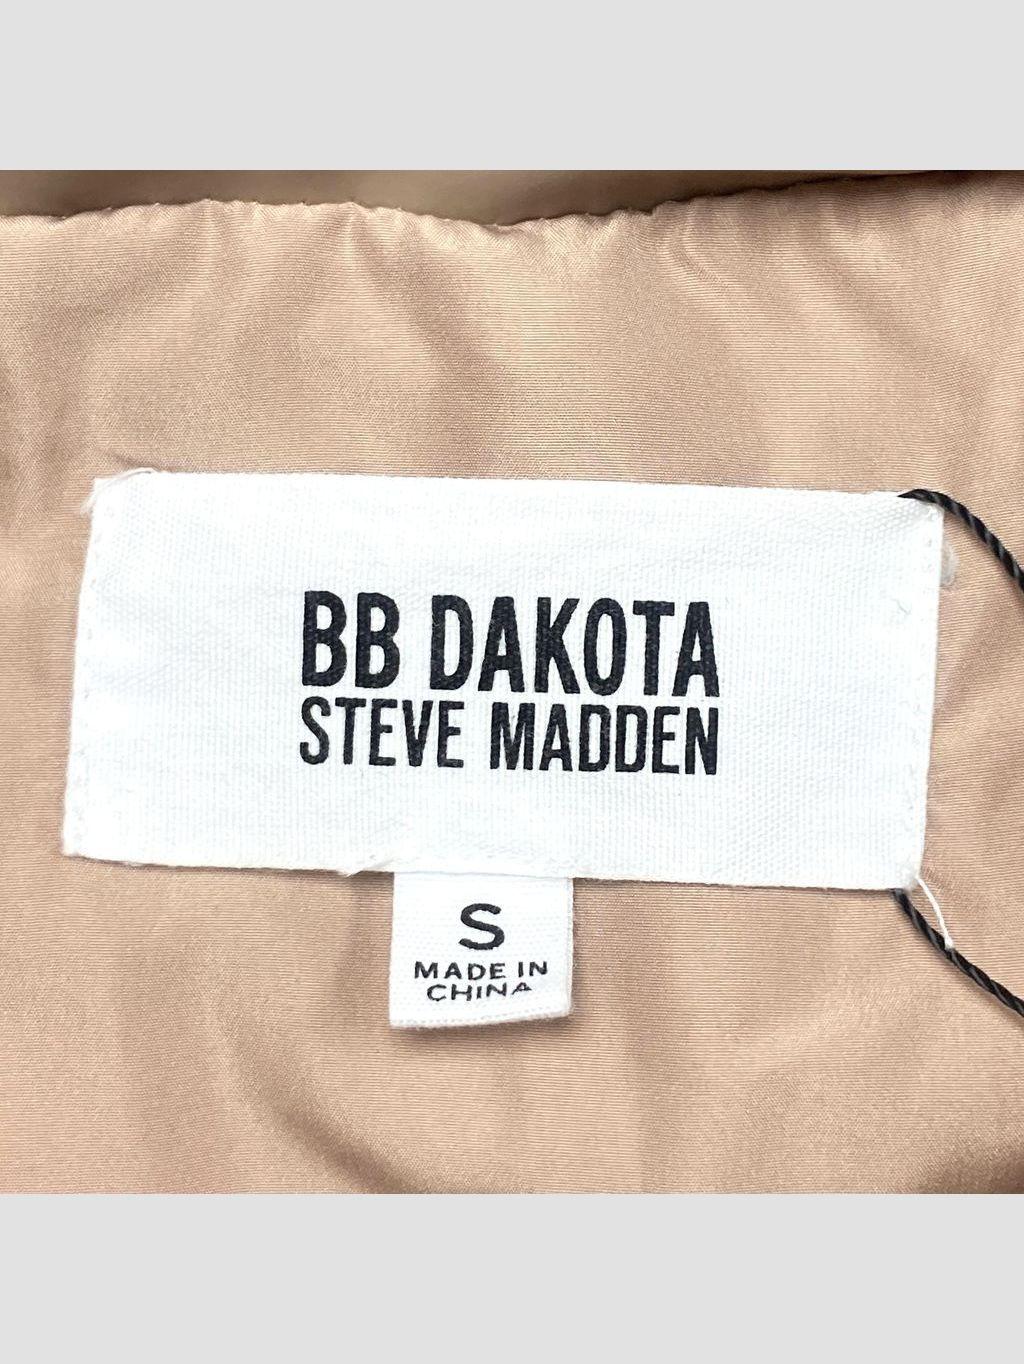 BB DAKOTA
STEVE MADDEN
S
MADE IN
CHINA